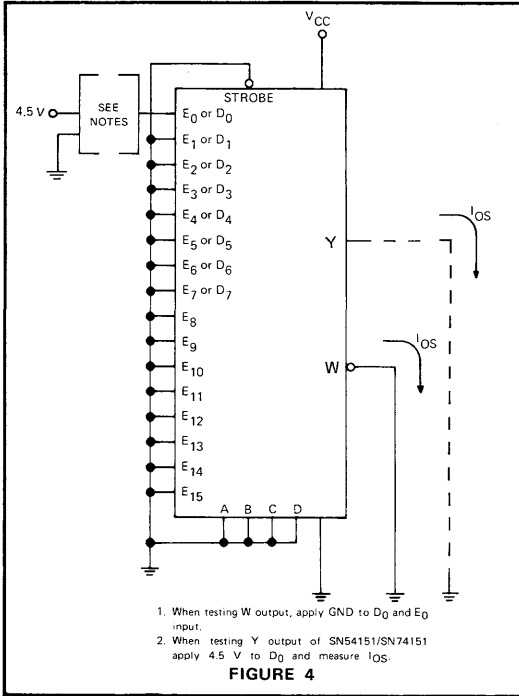 VCC
STROBE
4.5 V
SEE
NOTES
E0 or D0
E1 or D1
E2 or D2
E3 or D3
E4 or D4
E5 or D5
E6 or D6
E7 or D7
E8
E9
E10
E11
E12
E13
E14
E15
A B C D
Y
IOS
W
IOS
1. When testing W output, apply GND to D0 and E0
input.
2. When testing Y output of SN54151/SN74151
apply 4.5 V to D0 and measure IOS.
FIGURE 4